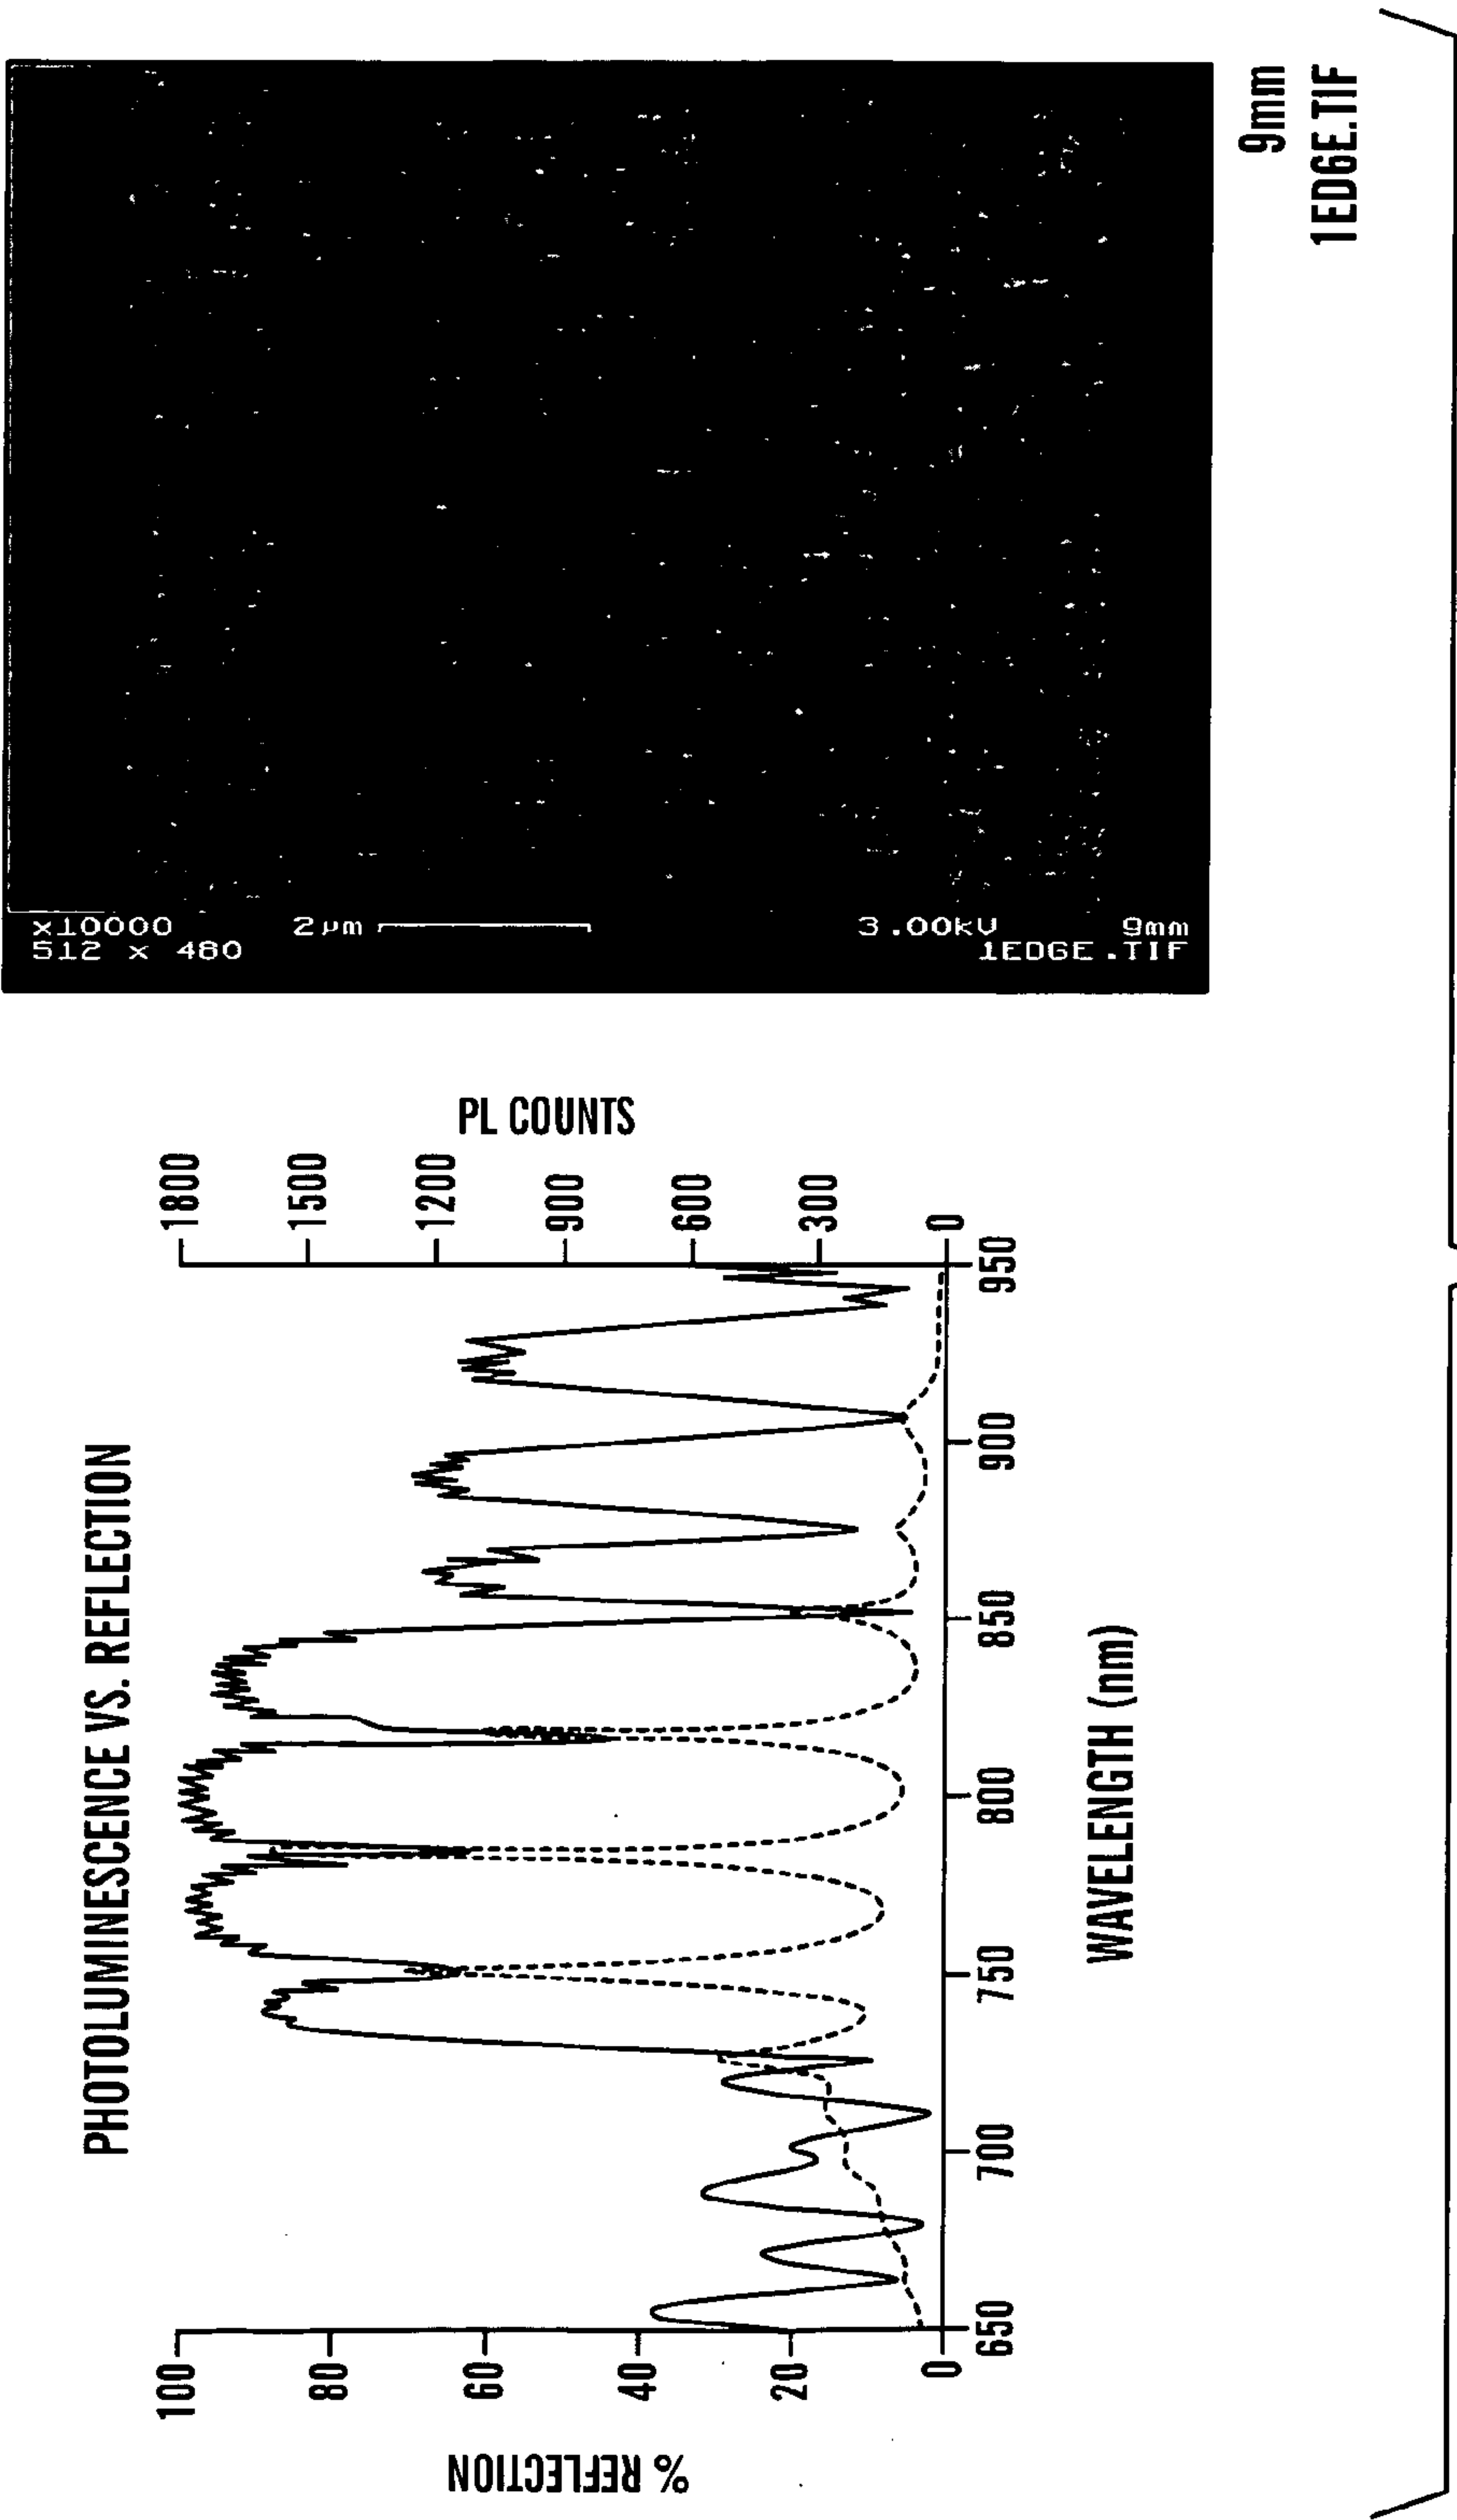 x10000 2µm 3.00kV 9mm
512 x 480 1EDGE.TIF
9mm
1EDGE.TIF
PHOTOLUMINESCENCE VS. REFLECTION
% REFLECTION
100
80
60
40
20
0
PL COUNTS
1800
1500
1200
900
600
300
0
650 700 750 800 850 900 950
WAVELENGTH (nm)